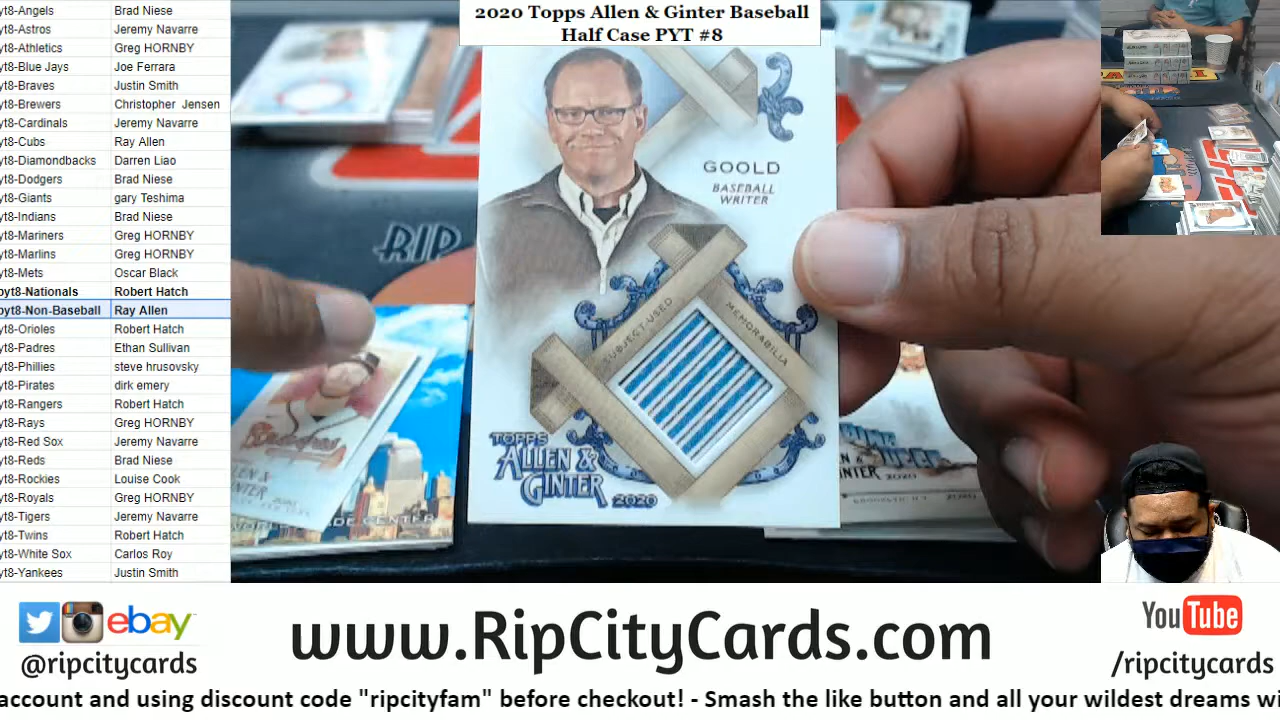 2020 Topps Allen & Ginter Baseball
Half Case PYT #8
yt8-Angels Brad Niese
yt8-Astros Jeremy Navarre
yt8-Athletics Greg HORNBY
yt8-Blue Jays Joe Ferrara
yt8-Braves Justin Smith
yt8-Brewers Christopher Jensen
yt8-Cardinals Jeremy Navarre
yt8-Cubs Ray Allen
yt8-Diamondbacks Darren Liao
yt8-Dodgers Brad Niese
yt8-Giants gary Teshima
yt8-Indians Brad Niese
yt8-Mariners Greg HORNBY
yt8-Marlins Greg HORNBY
yt8-Mets Oscar Black
pyt8-Nationals Robert Hatch
pyt8-Non-Baseball Ray Allen
yt8-Orioles Robert Hatch
yt8-Padres Ethan Sullivan
yt8-Phillies steve hrusovsky
yt8-Pirates dirk emery
yt8-Rangers Robert Hatch
yt8-Rays Greg HORNBY
yt8-Red Sox Jeremy Navarre
yt8-Reds Brad Niese
yt8-Rockies Louise Cook
yt8-Royals Greg HORNBY
yt8-Tigers Jeremy Navarre
yt8-Twins Robert Hatch
yt8-White Sox Carlos Roy
yt8-Yankees Justin Smith
GOOLD
BASEBALL
WRITER
SUBJECT-USED MEMORABILIA
TOPPS
ALLEN &
GINTER 2020
RIP
ebay
@ripcitycards
www.RipCityCards.com
YouTube
/ripcitycards
account and using discount code "ripcityfam" before checkout! - Smash the like button and all your wildest dreams wi